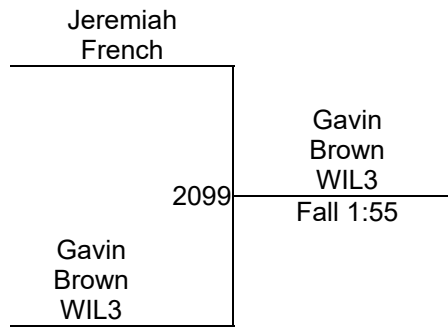 Jeremiah
French
Gavin
Brown
WIL3
2099
Fall 1:55
Gavin
Brown
WIL3